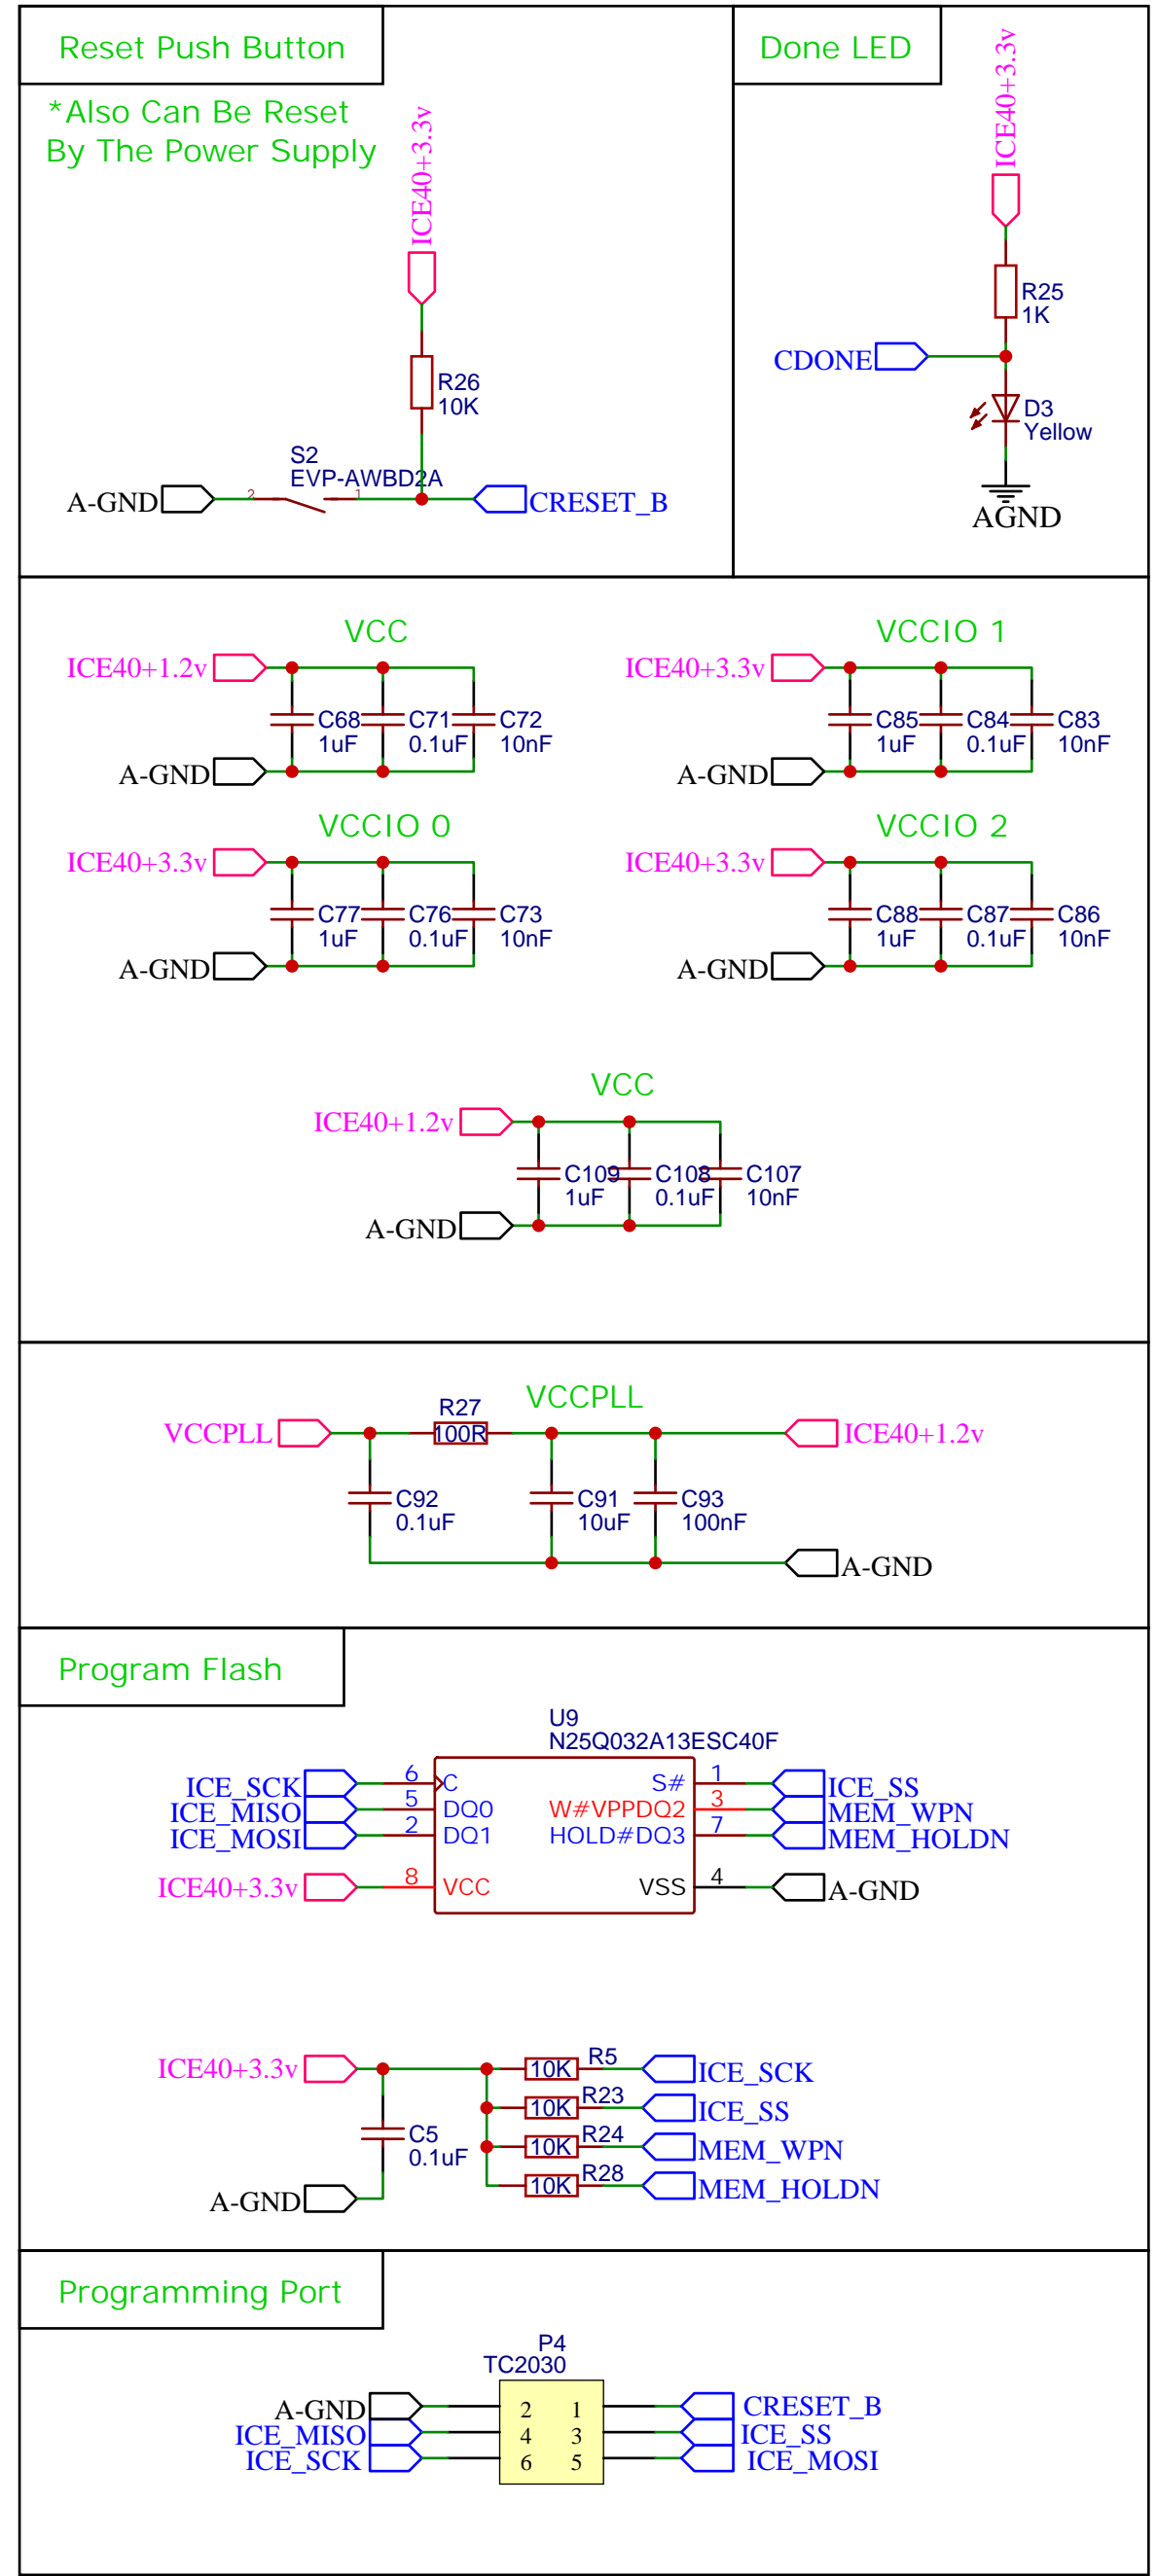 Reset Push Button
*Also Can Be Reset
By The Power Supply
ICE40+3.3v
R26
10K
S2
EVP-AWBD2A
A-GND
2
1
CRESET_B
Done LED
ICE40+3.3v
R25
1K
CDONE
D3
Yellow
AGND
VCC
ICE40+1.2v
C68
1uF
C71
0.1uF
C72
10nF
A-GND
VCCIO 1
ICE40+3.3v
C85
1uF
C84
0.1uF
C83
10nF
A-GND
VCCIO 0
ICE40+3.3v
C77
1uF
C76
0.1uF
C73
10nF
A-GND
VCCIO 2
ICE40+3.3v
C88
1uF
C87
0.1uF
C86
10nF
A-GND
VCC
ICE40+1.2v
C109
1uF
C108
0.1uF
C107
10nF
A-GND
VCCPLL
R27
100R
VCCPLL
ICE40+1.2v
C92
0.1uF
C91
10uF
C93
100nF
A-GND
Program Flash
U9
N25Q032A13ESC40F
ICE_SCK 6 C S# 1 ICE_SS
ICE_MISO 5 DQ0 W#VPPDQ2 3 MEM_WPN
ICE_MOSI 2 DQ1 HOLD#DQ3 7 MEM_HOLDN
ICE40+3.3v 8 VCC VSS 4 A-GND
ICE40+3.3v
C5
0.1uF
A-GND
10K R5 ICE_SCK
10K R23 ICE_SS
10K R24 MEM_WPN
10K R28 MEM_HOLDN
Programming Port
P4
TC2030
A-GND 2 1 CRESET_B
ICE_MISO 4 3 ICE_SS
ICE_SCK 6 5 ICE_MOSI